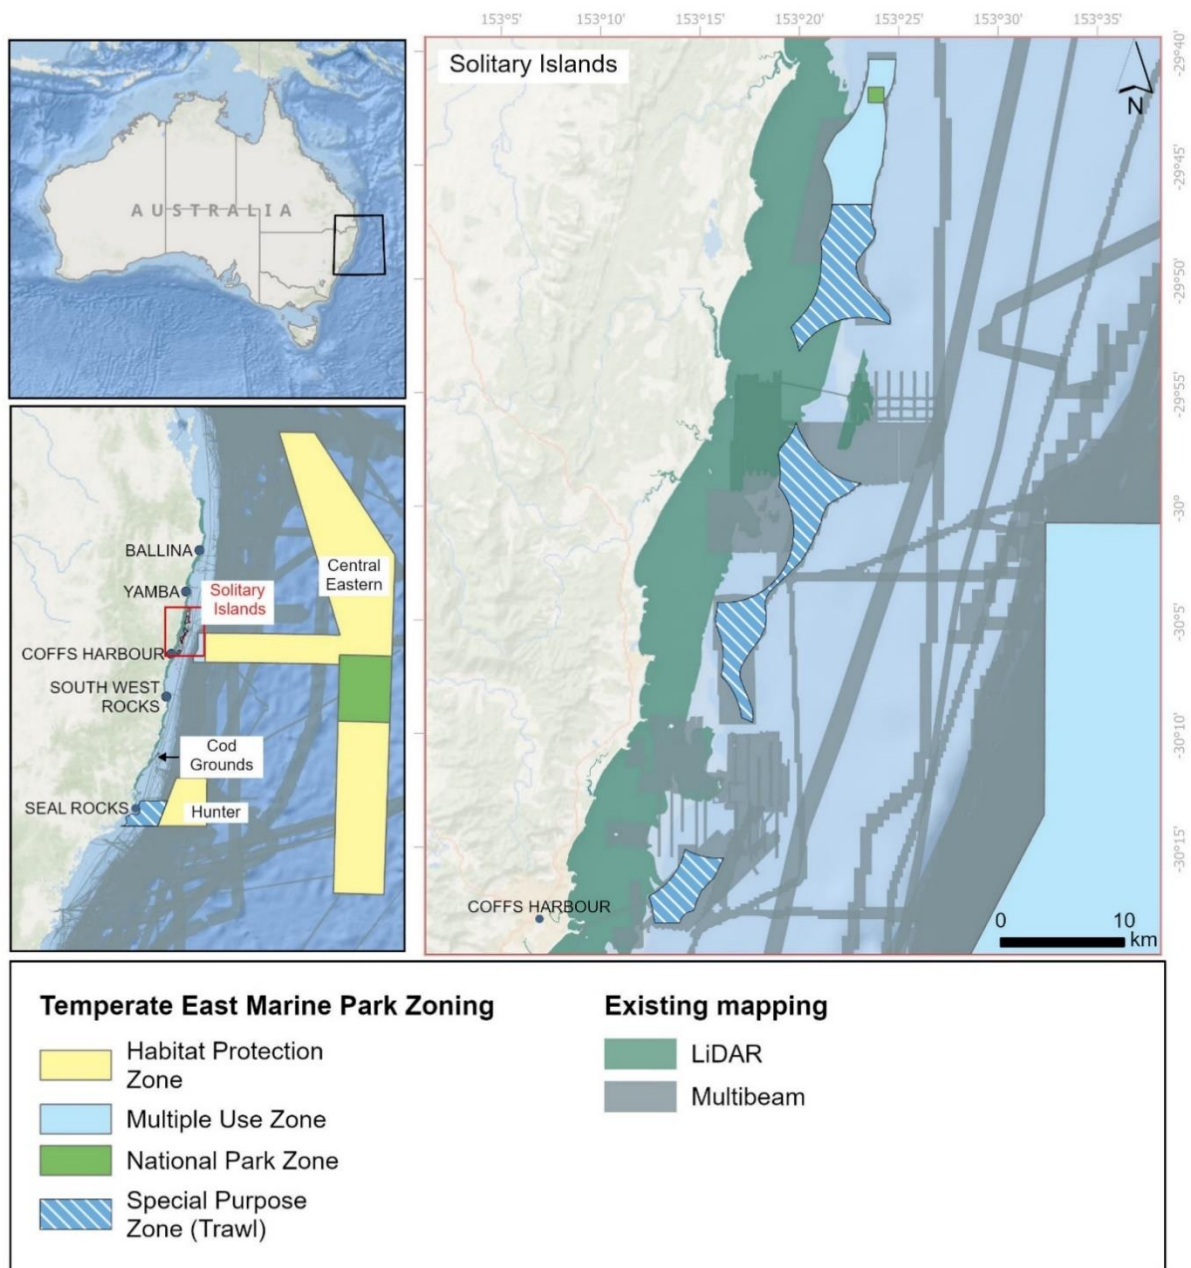 153°5'
153°10'
153°15'
153°20'
153°25'
153°30'
153°35'
Solitary Islands
N
-29°40'
-29°45'
-29°50'
-29°55'
-30°
-30°5'
-30°10'
-30°15'
COFFS HARBOUR
0
10
km
AUSTRALIA
BALLINA
YAMBA
Solitary
Islands
Central
Eastern
COFFS HARBOUR
SOUTH WEST
ROCKS
Cod
Grounds
SEAL ROCKS
Hunter
Temperate East Marine Park Zoning
Habitat Protection
Zone
Multiple Use Zone
National Park Zone
Special Purpose
Zone (Trawl)
Existing mapping
LiDAR
Multibeam